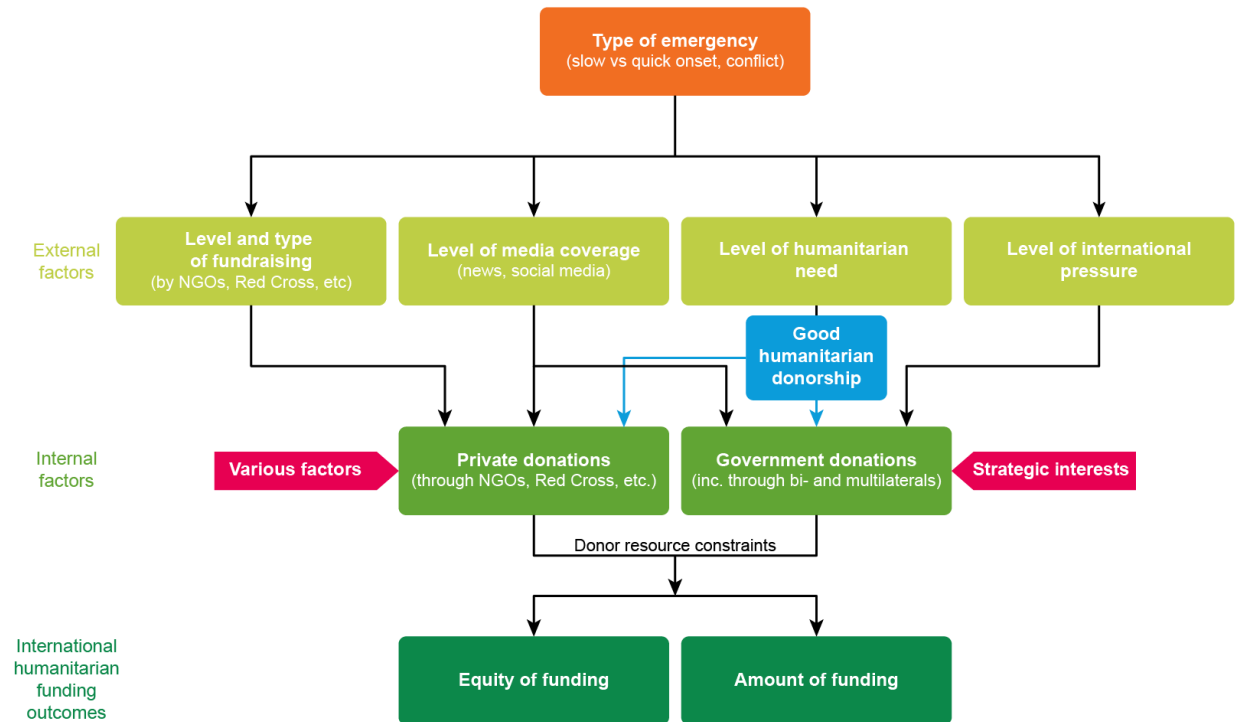 Type of emergency
(slow vs quick onset, conflict)
External
factors
Level and type
of fundraising
(by NGOs, Red Cross, etc)
Level of media coverage
(news, social media)
Level of humanitarian
need
Level of international
pressure
Good
humanitarian
donorship
Internal
factors
Various factors
Private donations
(through NGOs, Red Cross, etc.)
Government donations
(inc. through bi- and multilaterals)
Strategic interests
Donor resource constraints
International
humanitarian
funding
outcomes
Equity of funding
Amount of funding